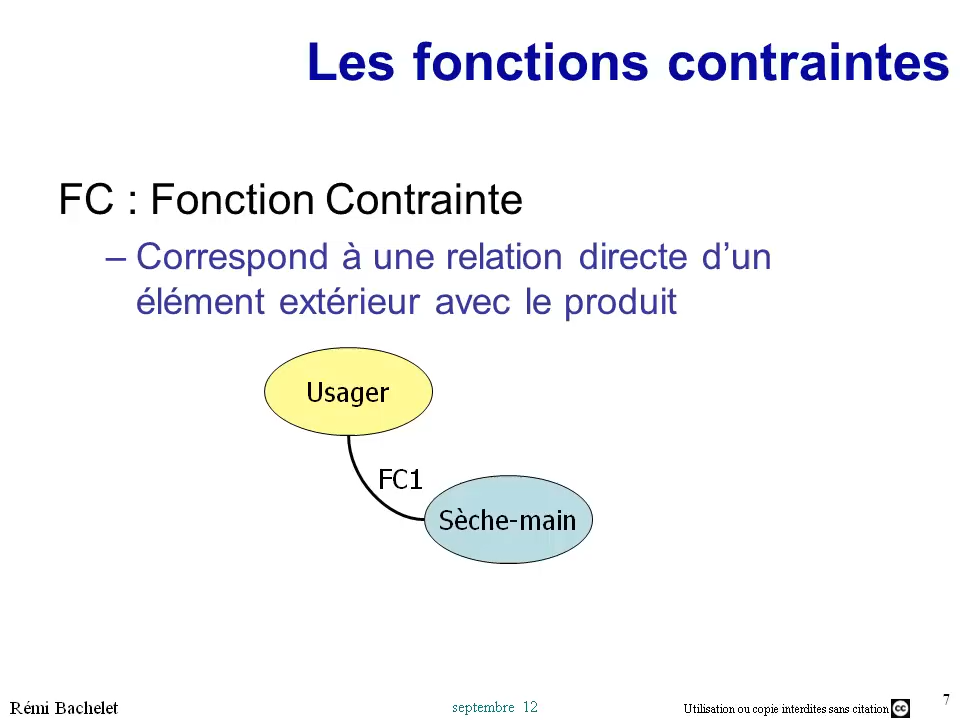 Les fonctions contraintes
FC : Fonction Contrainte
– Correspond à une relation directe d’un
élément extérieur avec le produit
Usager
FC1
Sèche-main
Rémi Bachelet
septembre 12
Utilisation ou copie interdites sans citation
cc
7